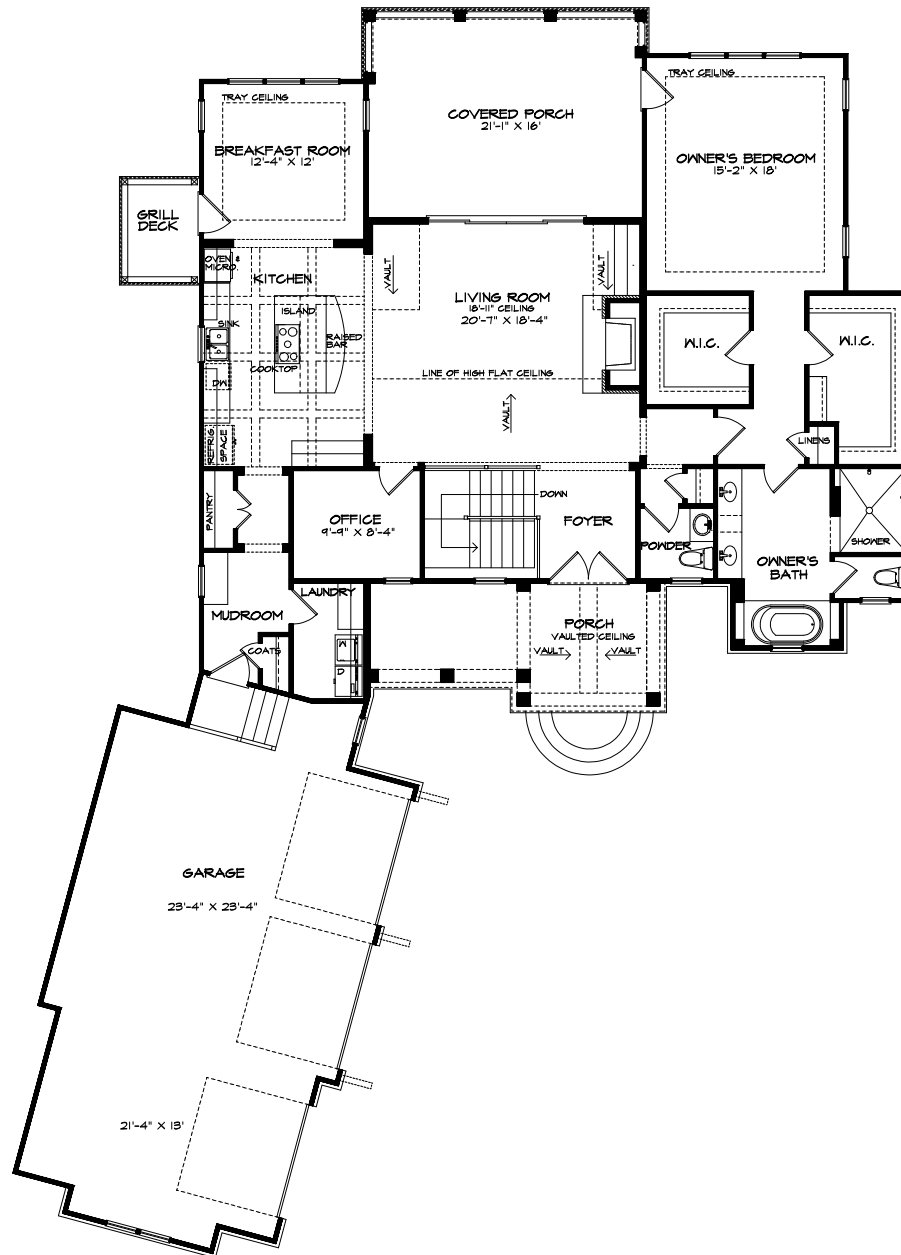 TRAY CEILING
BREAKFAST ROOM
12'-4" X 12'
COVERED PORCH
21'-1" X 16'
TRAY CEILING
OWNER'S BEDROOM
15'-2" X 18'
GRILL
DECK
OVEN &
MICRO.
KITCHEN
ISLAND
SINK
RAISED
BAR
COOKTOP
DW
REFRIG.
SPACE
VAULT
VAULT
LIVING ROOM
18'-11" CEILING
20'-7" X 18'-4"
LINE OF HIGH FLAT CEILING
VAULT
W.I.C.
W.I.C.
LINENS
PANTRY
OFFICE
9'-9" X 8'-4"
DOWN
FOYER
POWDER
OWNER'S
BATH
SHOWER
MUDROOM
LAUNDRY
COATS
W
D
PORCH
VAULTED CEILING
VAULT
VAULT
GARAGE
23'-4" X 23'-4"
21'-4" X 13'